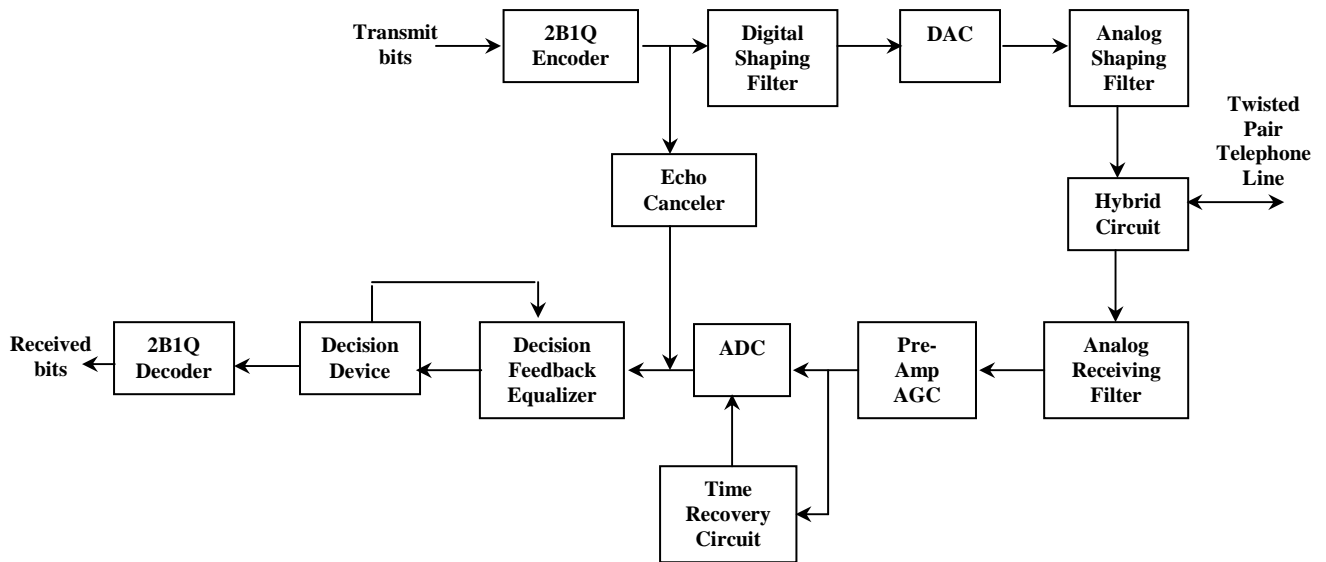 Transmit
bits
2B1Q
Encoder
Digital
Shaping
Filter
DAC
Analog
Shaping
Filter
Twisted
Pair
Telephone
Line
Echo
Canceler
Hybrid
Circuit
Received
bits
2B1Q
Decoder
Decision
Device
Decision
Feedback
Equalizer
ADC
Pre-
Amp
AGC
Analog
Receiving
Filter
Time
Recovery
Circuit